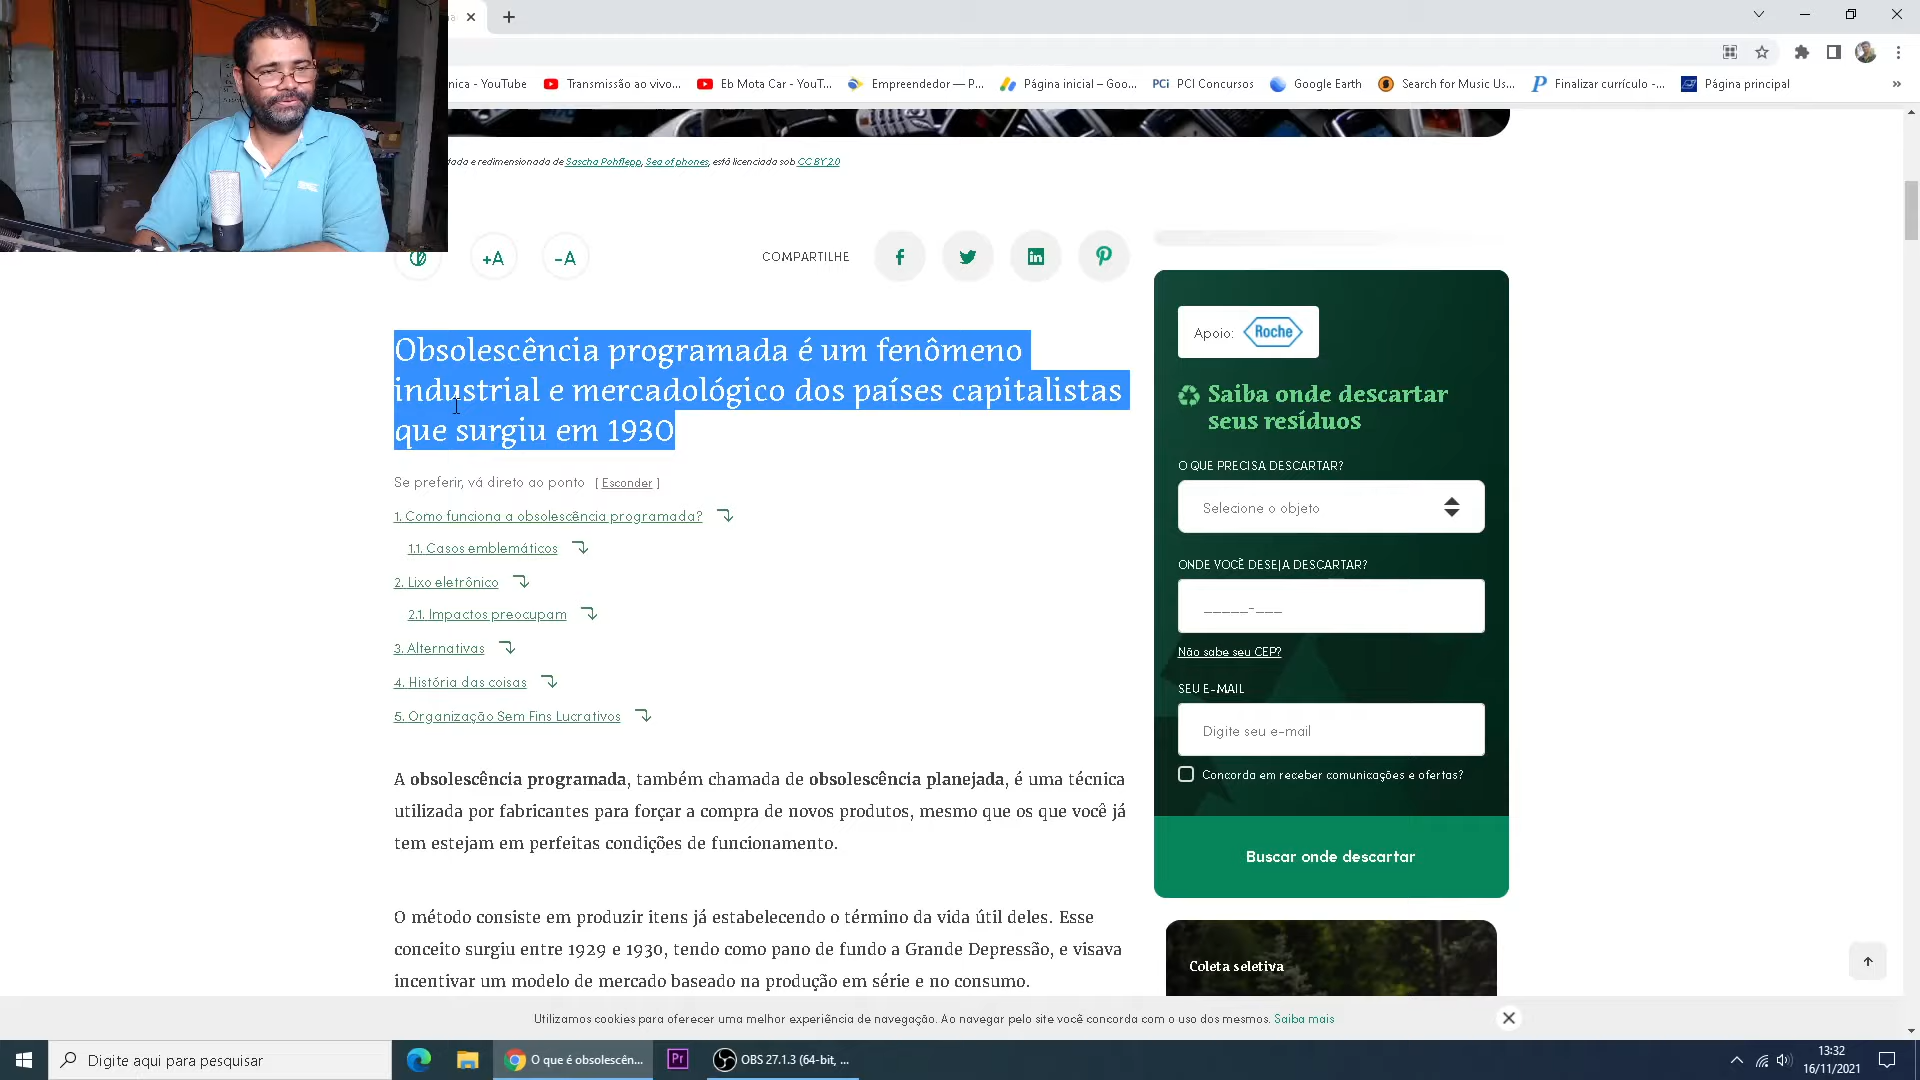 nica - YouTube
Transmissão ao vivo...
Eb Mota Car - YouT...
Empreendedor — P...
Página inicial – Goo...
PCi PCI Concursos
Google Earth
Search for Music Us...
Finalizar currículo -...
Página principal
»
tada e redimensionada de Sascha Pohflepp, Sea of phones, está licenciada sob CC BY 2.0
+A
-A
COMPARTILHE
Obsolescência programada é um fenômeno
industrial e mercadológico dos países capitalistas
que surgiu em 1930
Se preferir, vá direto ao ponto [ Esconder ]
1. Como funciona a obsolescência programada?
1.1. Casos emblemáticos
2. Lixo eletrônico
2.1. Impactos preocupam
3. Alternativas
4. História das coisas
5. Organização Sem Fins Lucrativos
A obsolescência programada, também chamada de obsolescência planejada, é uma técnica
utilizada por fabricantes para forçar a compra de novos produtos, mesmo que os que você já
tem estejam em perfeitas condições de funcionamento.
O método consiste em produzir itens já estabelecendo o término da vida útil deles. Esse
conceito surgiu entre 1929 e 1930, tendo como pano de fundo a Grande Depressão, e visava
incentivar um modelo de mercado baseado na produção em série e no consumo.
Apoio: Roche
Saiba onde descartar
seus resíduos
O QUE PRECISA DESCARTAR?
Selecione o objeto
ONDE VOCÊ DESEJA DESCARTAR?
_____-___
Não sabe seu CEP?
SEU E-MAIL
Digite seu e-mail
Concorda em receber comunicações e ofertas?
Buscar onde descartar
Coleta seletiva
Utilizamos cookies para oferecer uma melhor experiência de navegação. Ao navegar pelo site você concorda com o uso dos mesmos. Saiba mais
Digite aqui para pesquisar
O que é obsolescên...
Pr
OBS 27.1.3 (64-bit, ...
13:32
16/11/2021